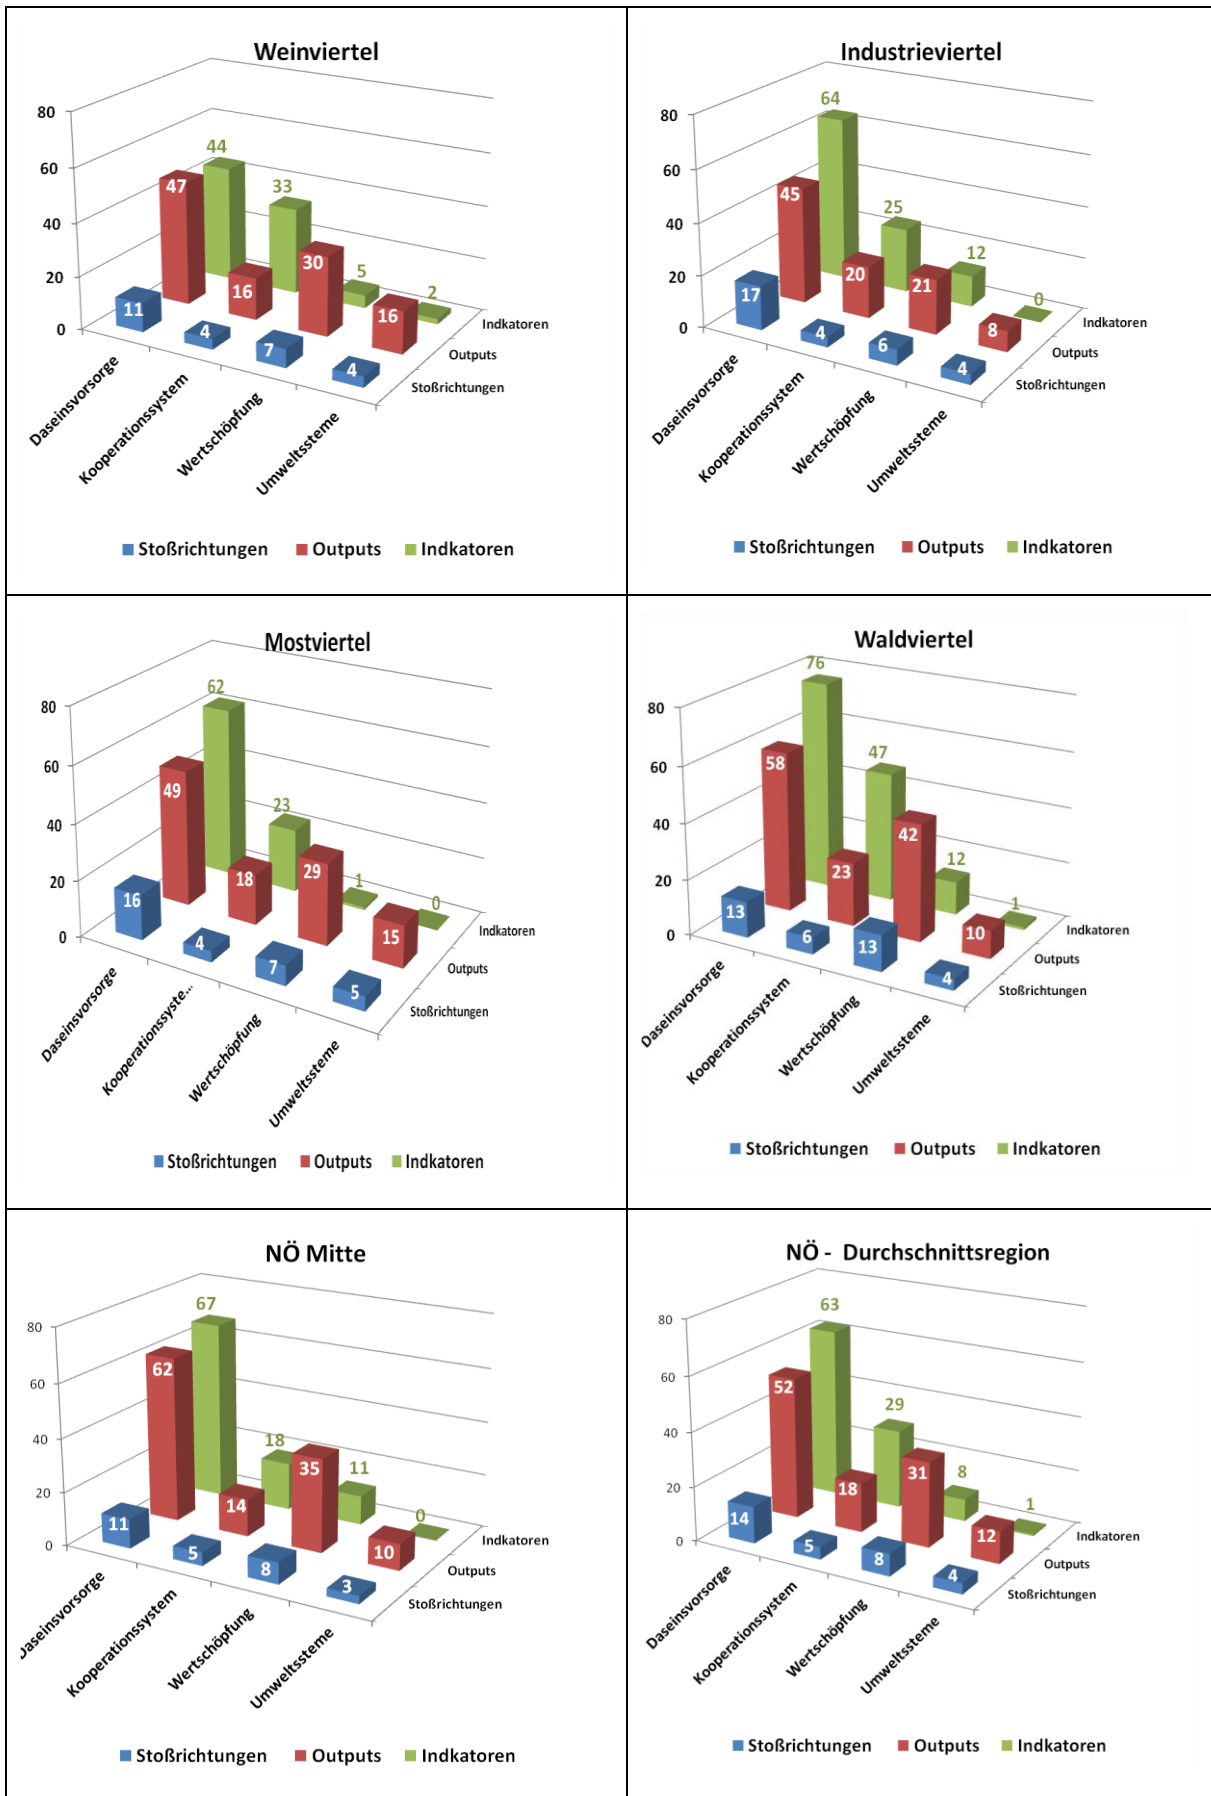 Weinviertel
80
60
40
20
0
44
33
5
2
47
16
30
16
11
4
7
4
Indkatoren
Outputs
Stoßrichtungen
Daseinsvorsorge
Kooperationssystem
Wertschöpfung
Umweltssteme
Stoßrichtungen Outputs Indkatoren
Industrieviertel
80
60
40
20
0
64
25
12
0
45
20
21
8
17
4
6
4
Indkatoren
Outputs
Stoßrichtungen
Daseinsvorsorge
Kooperationssystem
Wertschöpfung
Umweltssteme
Stoßrichtungen Outputs Indkatoren
Mostviertel
80
60
40
20
0
62
23
1
0
49
18
29
15
16
4
7
5
Indkatoren
Outputs
Stoßrichtungen
Daseinsvorsorge
Kooperationssyste...
Wertschöpfung
Umweltssteme
Stoßrichtungen Outputs Indkatoren
Waldviertel
80
60
40
20
0
76
47
12
1
58
23
42
10
13
6
13
4
Indkatoren
Outputs
Stoßrichtungen
Daseinsvorsorge
Kooperationssystem
Wertschöpfung
Umweltssteme
Stoßrichtungen Outputs Indkatoren
NÖ Mitte
80
60
40
20
0
67
18
11
0
62
14
35
10
11
5
8
3
Indkatoren
Outputs
Stoßrichtungen
Daseinsvorsorge
Kooperationssystem
Wertschöpfung
Umweltssteme
Stoßrichtungen Outputs Indkatoren
NÖ - Durchschnittsregion
80
60
40
20
0
63
29
8
1
52
18
31
12
14
5
8
4
Indkatoren
Outputs
Stoßrichtungen
Daseinsvorsorge
Kooperationssystem
Wertschöpfung
Umweltssteme
Stoßrichtungen Outputs Indkatoren